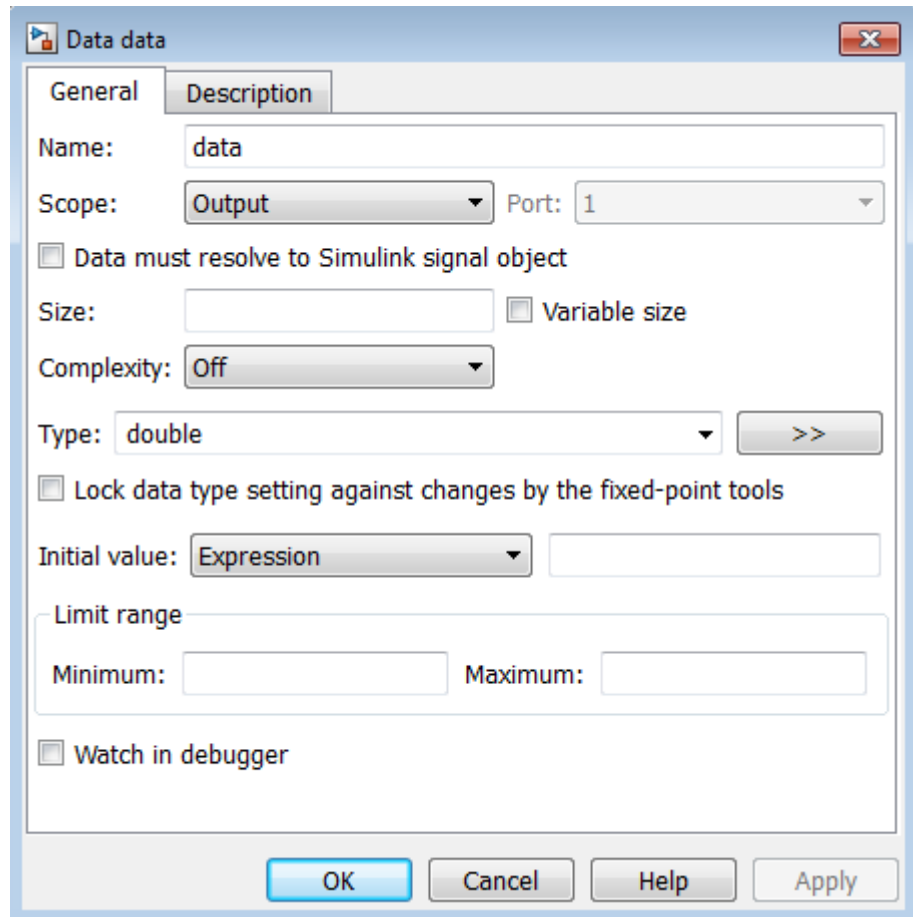 Data data
General Description
Name: data
Scope: Output Port: 1
Data must resolve to Simulink signal object
Size: Variable size
Complexity: Off
Type: double >>
Lock data type setting against changes by the fixed-point tools
Initial value: Expression
Limit range
Minimum: Maximum:
Watch in debugger
OK Cancel Help Apply